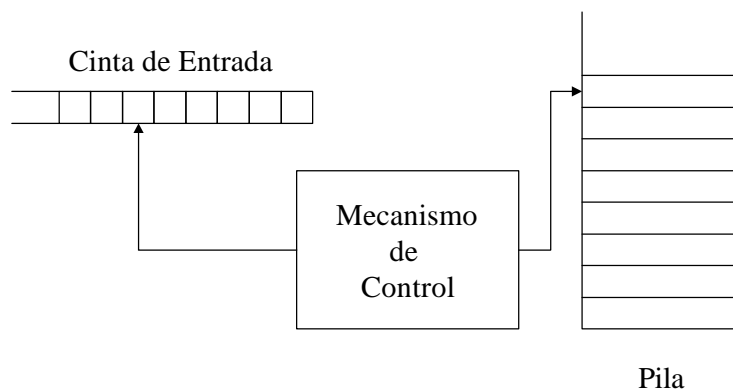 Cinta de Entrada
Mecanismo
de
Control
Pila